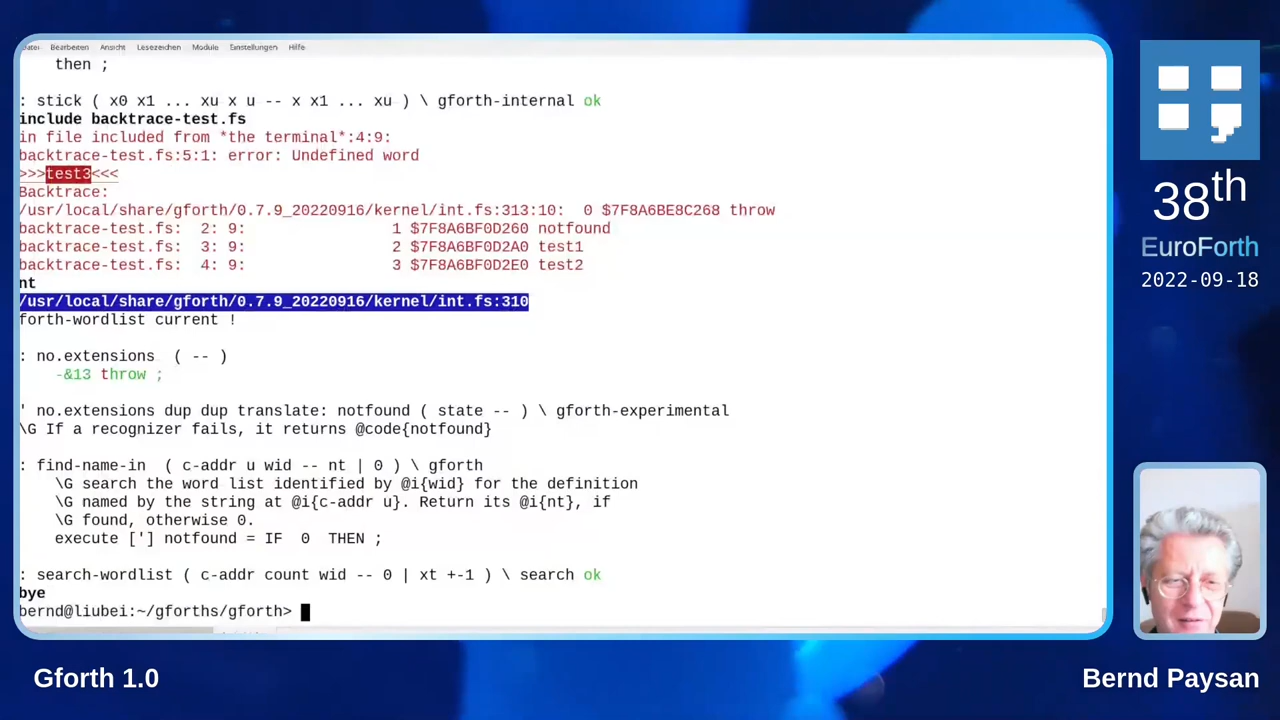 Datei Bearbeiten Ansicht Lesezeichen Module Einstellungen Hilfe
then ;
: stick ( x0 x1 ... xu x u -- x x1 ... xu ) \ gforth-internal ok
include backtrace-test.fs
in file included from *the terminal*:4:9:
backtrace-test.fs:5:1: error: Undefined word
>>>test3<<<
Backtrace:
/usr/local/share/gforth/0.7.9_20220916/kernel/int.fs:313:10:  0 $7F8A6BE8C268 throw
backtrace-test.fs:  2: 9:                1 $7F8A6BF0D260 notfound
backtrace-test.fs:  3: 9:                2 $7F8A6BF0D2A0 test1
backtrace-test.fs:  4: 9:                3 $7F8A6BF0D2E0 test2
nt
/usr/local/share/gforth/0.7.9_20220916/kernel/int.fs:310
forth-wordlist current !
: no.extensions  ( -- )
-&13 throw ;
' no.extensions dup dup translate: notfound ( state -- ) \ gforth-experimental
\G If a recognizer fails, it returns @code{notfound}
: find-name-in  ( c-addr u wid -- nt | 0 ) \ gforth
\G search the word list identified by @i{wid} for the definition
\G named by the string at @i{c-addr u}. Return its @i{nt}, if
\G found, otherwise 0.
execute ['] notfound = IF  0  THEN ;
: search-wordlist ( c-addr count wid -- 0 | xt +-1 ) \ search ok
bye
bernd@liubei:~/gforths/gforth>
38th
EuroForth
2022-09-18
Gforth 1.0
Bernd Paysan